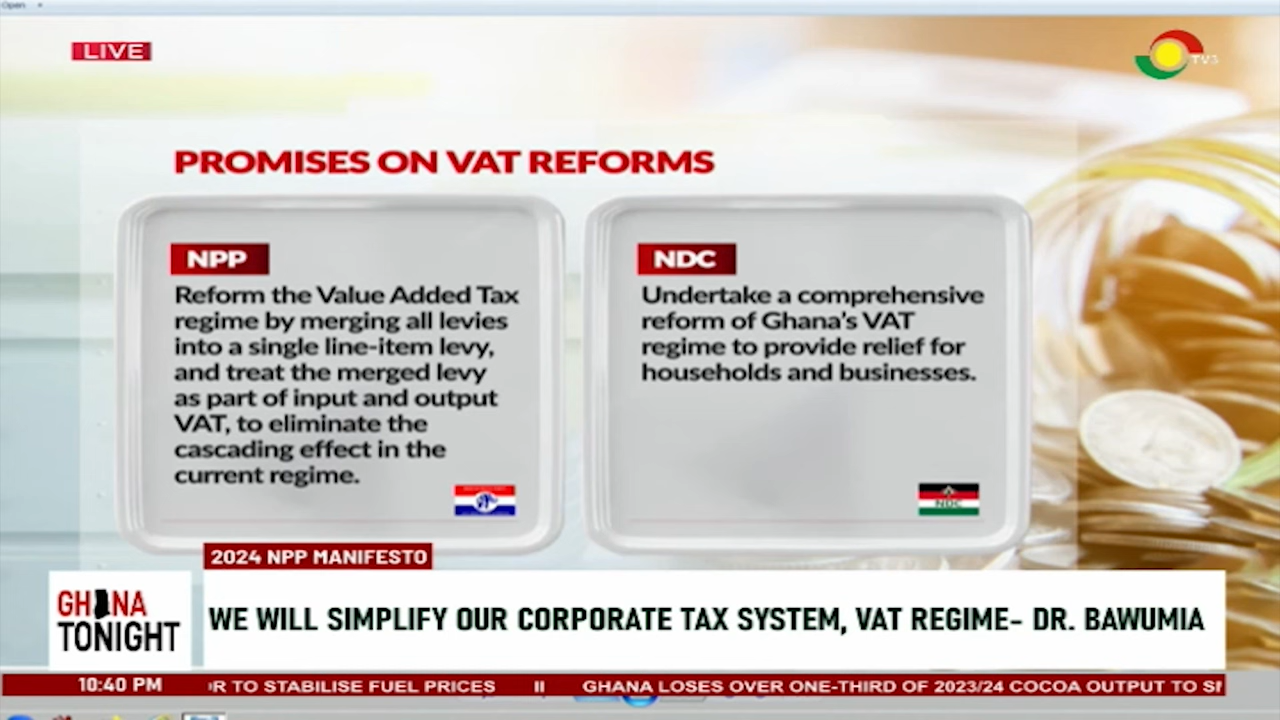 Open
LIVE
TV3
PROMISES ON VAT REFORMS
NPP
Reform the Value Added Tax
regime by merging all levies
into a single line-item levy,
and treat the merged levy
as part of input and output
VAT, to eliminate the
cascading effect in the
current regime.
NDC
Undertake a comprehensive
reform of Ghana's VAT
regime to provide relief for
households and businesses.
NDC
2024 NPP MANIFESTO
GHANA
TONIGHT
WE WILL SIMPLIFY OUR CORPORATE TAX SYSTEM, VAT REGIME- DR. BAWUMIA
10:40 PM
R TO STABILISE FUEL PRICES II GHANA LOSES OVER ONE-THIRD OF 2023/24 COCOA OUTPUT TO